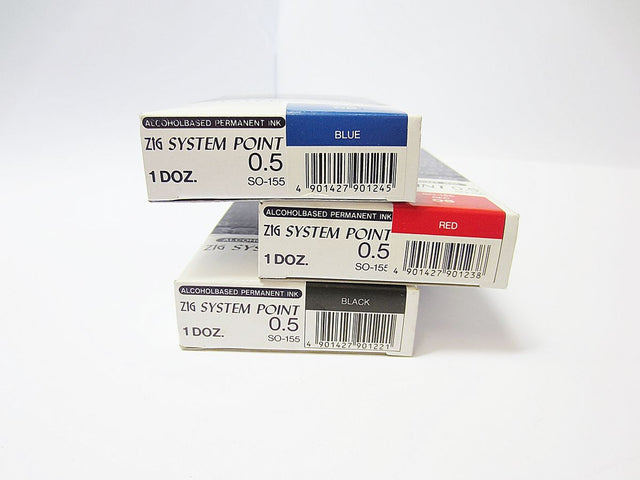 ALCOHOLBASED PERMANENT INK
BLUE
ZIG SYSTEM POINT
0.5
1 DOZ.
SO-155
4 901427 901245
ALCOHOLBASED PERMANENT INK
RED
ZIG SYSTEM POINT
0.5
1 DOZ.
SO-155
4 901427 901238
ALCOHOLBASED PERMANENT INK
BLACK
ZIG SYSTEM POINT
0.5
1 DOZ.
SO-155
4 901427 901221